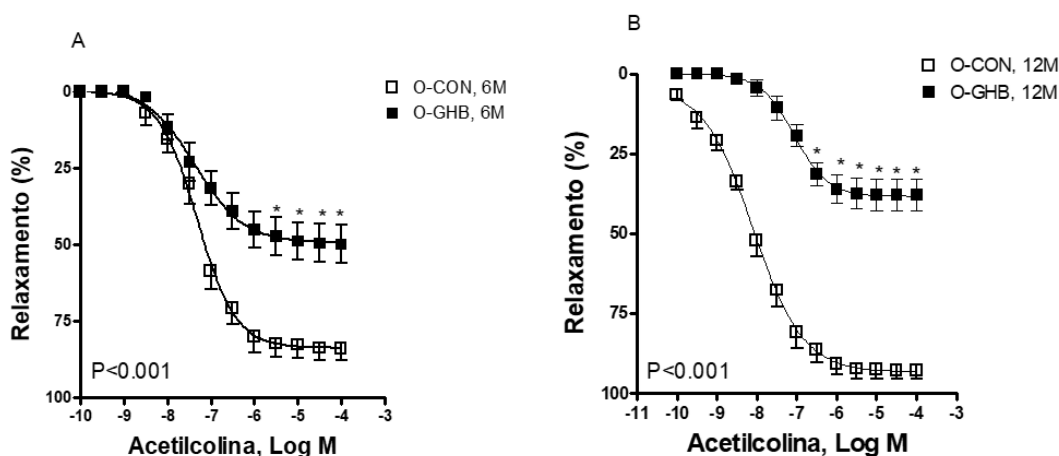 A
O-CON, 6M
O-GHB, 6M
0
25
50
75
100
Relaxamento (%)
* * * *
P<0.001
-10 -9 -8 -7 -6 -5 -4 -3
Acetilcolina, Log M
B
O-CON, 12M
O-GHB, 12M
0
25
50
75
100
Relaxamento (%)
* * * * * *
P<0.001
-11 -10 -9 -8 -7 -6 -5 -4 -3
Acetilcolina, Log M